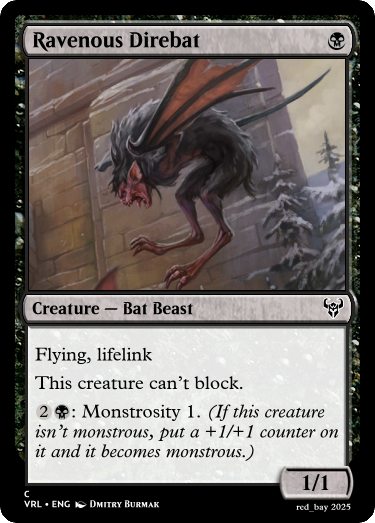 Ravenous Direbat
Creature — Bat Beast
Flying, lifelink
This creature can't block.
2 : Monstrosity 1. (If this creature
isn't monstrous, put a +1/+1 counter on
it and it becomes monstrous.)
1/1
C
VRL • ENG Dmitry Burmak
red_bay 2025